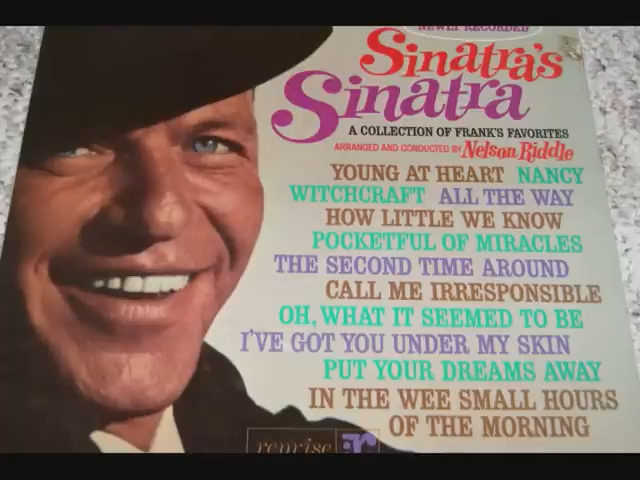 NEWLY RECORDED
Sinatra's
Sinatra
A COLLECTION OF FRANK'S FAVORITES
ARRANGED AND CONDUCTED BY Nelson Riddle
YOUNG AT HEART NANCY
WITCHCRAFT ALL THE WAY
HOW LITTLE WE KNOW
POCKETFUL OF MIRACLES
THE SECOND TIME AROUND
CALL ME IRRESPONSIBLE
OH, WHAT IT SEEMED TO BE
I'VE GOT YOU UNDER MY SKIN
PUT YOUR DREAMS AWAY
IN THE WEE SMALL HOURS
OF THE MORNING
reprise